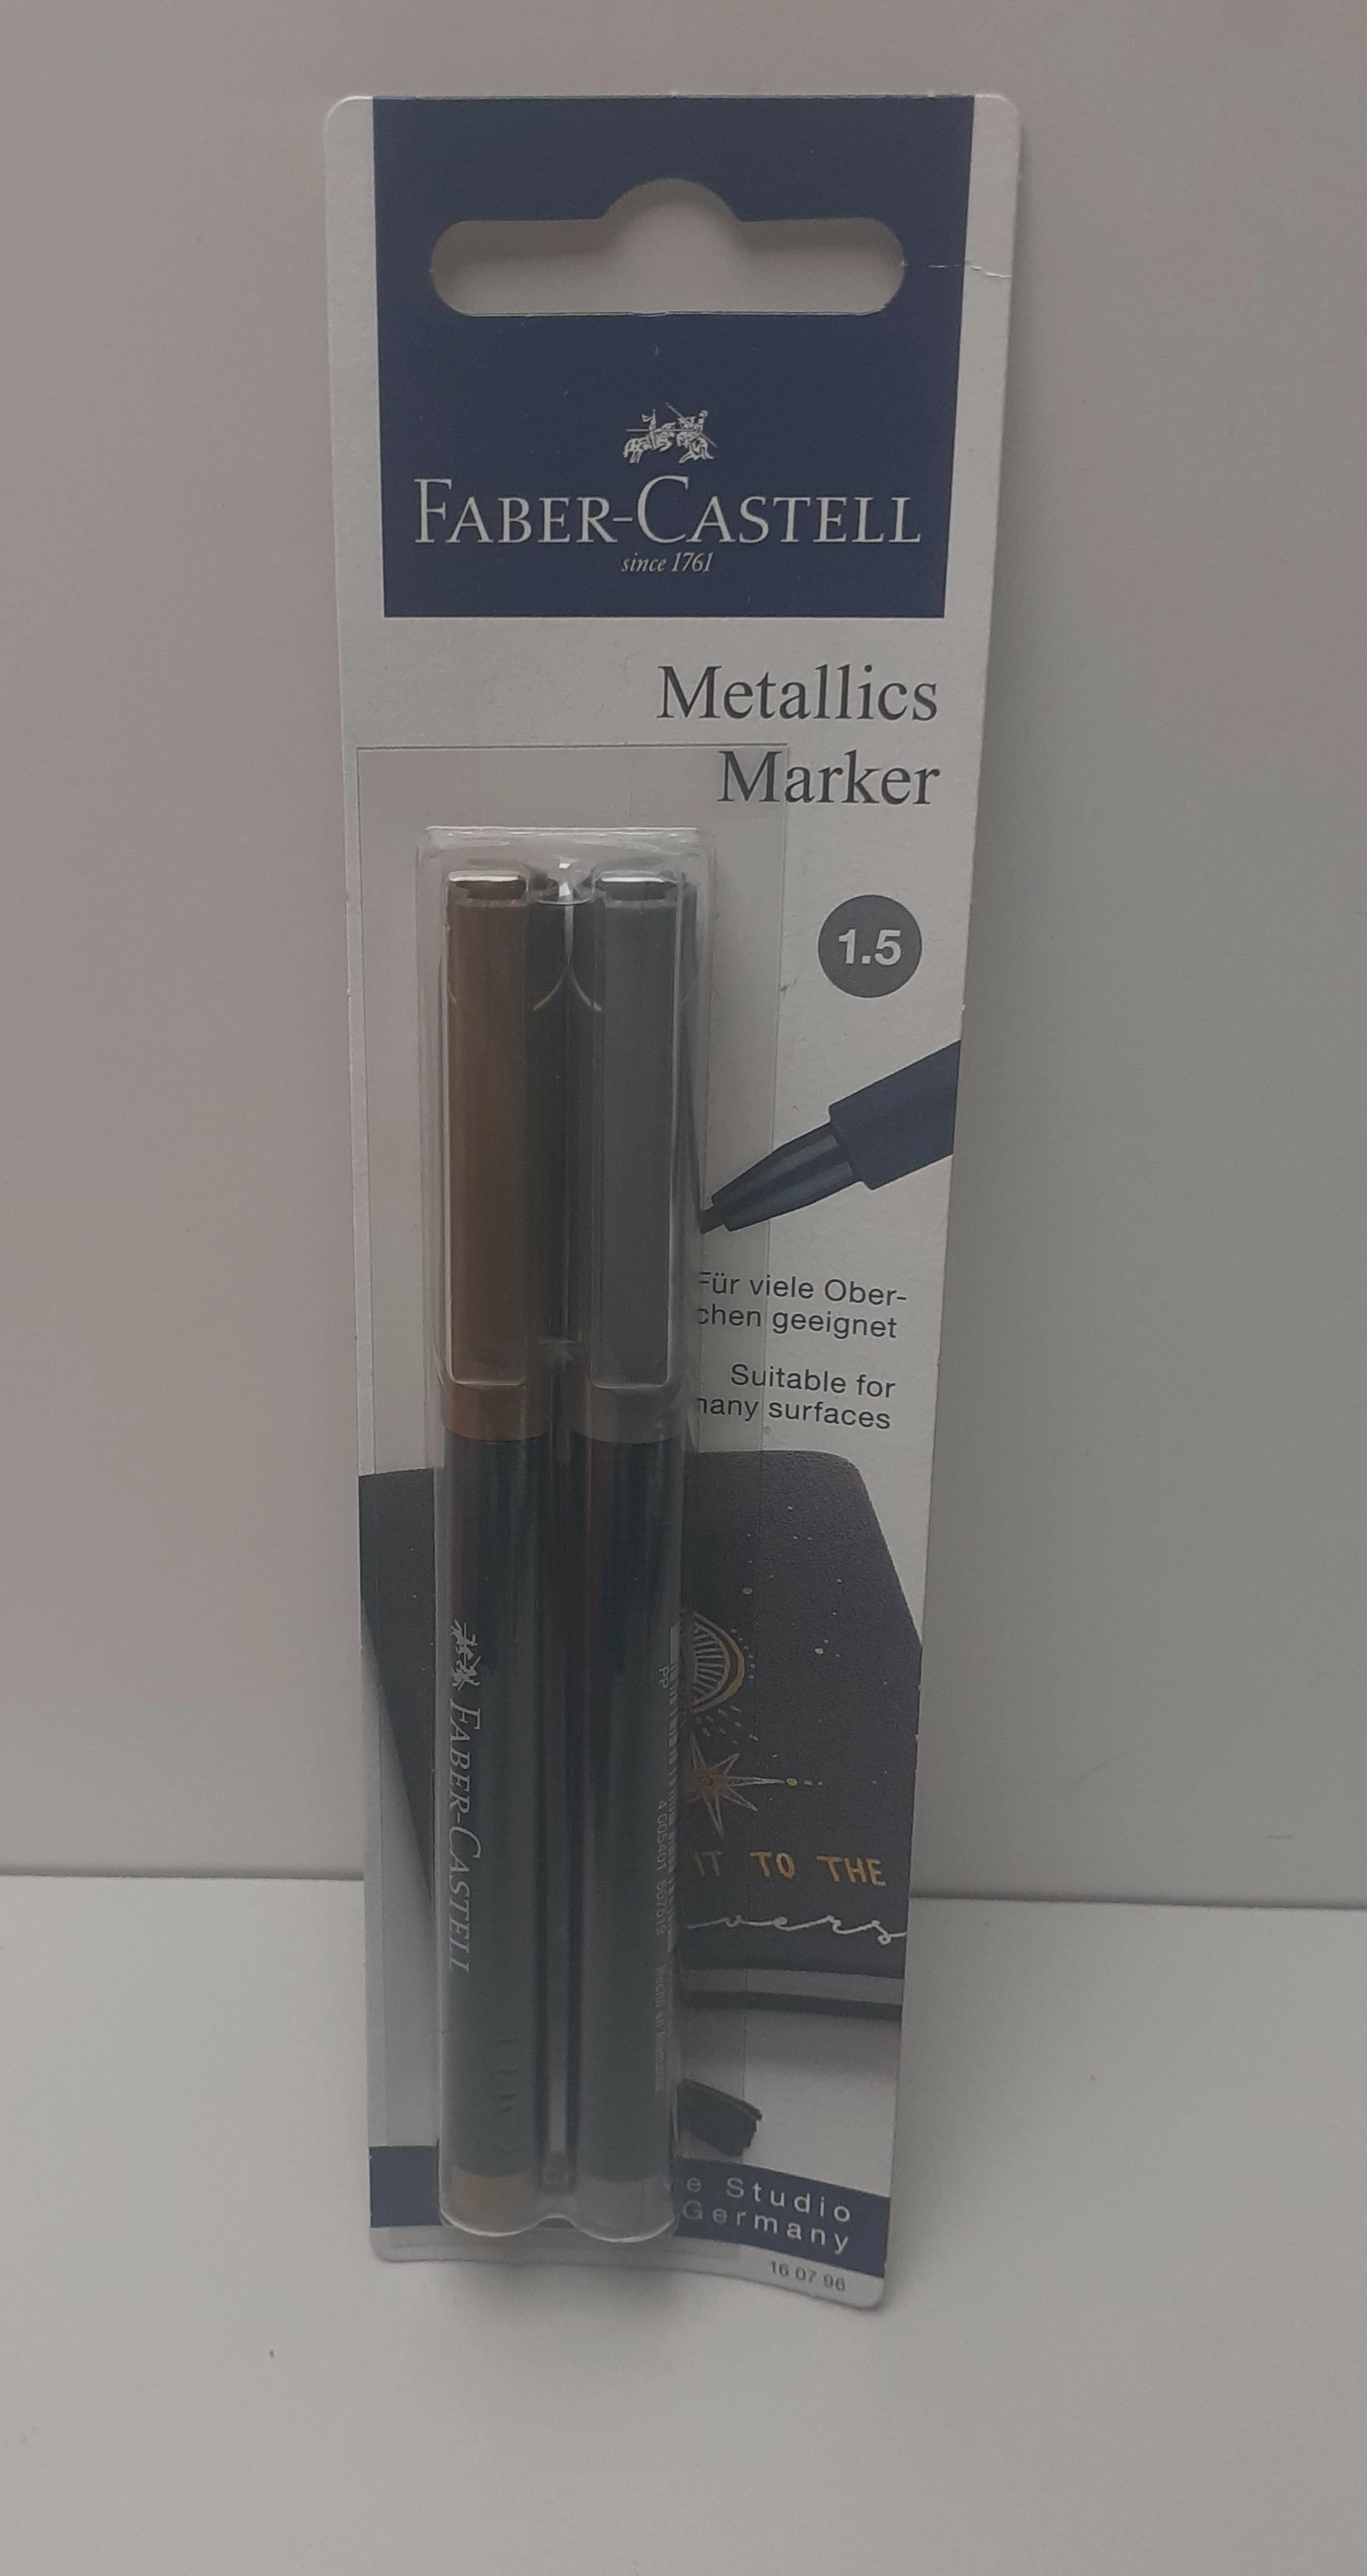 FABER-CASTELL
since 1761
Metallics
Marker
1.5
Für viele Ober-
chen geeignet
Suitable for
many surfaces
FABER-CASTELL
PP
IT TO THE
e Studio
Germany
16 07 96